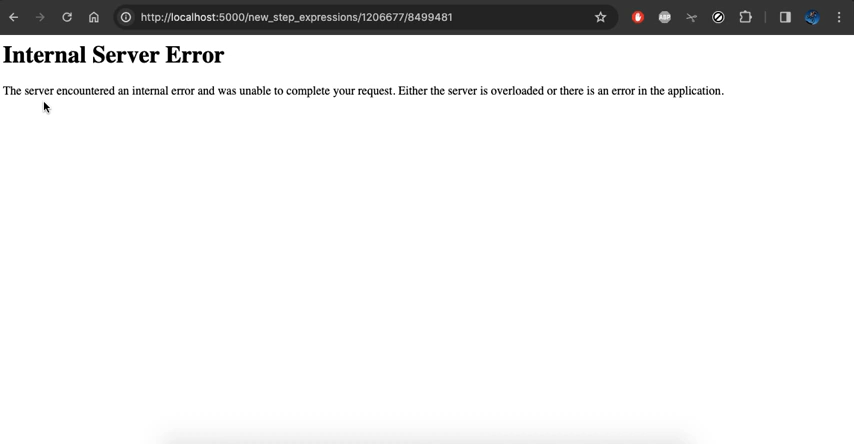 http://localhost:5000/new_step_expressions/1206677/8499481
ABP
Internal Server Error
The server encountered an internal error and was unable to complete your request. Either the server is overloaded or there is an error in the application.